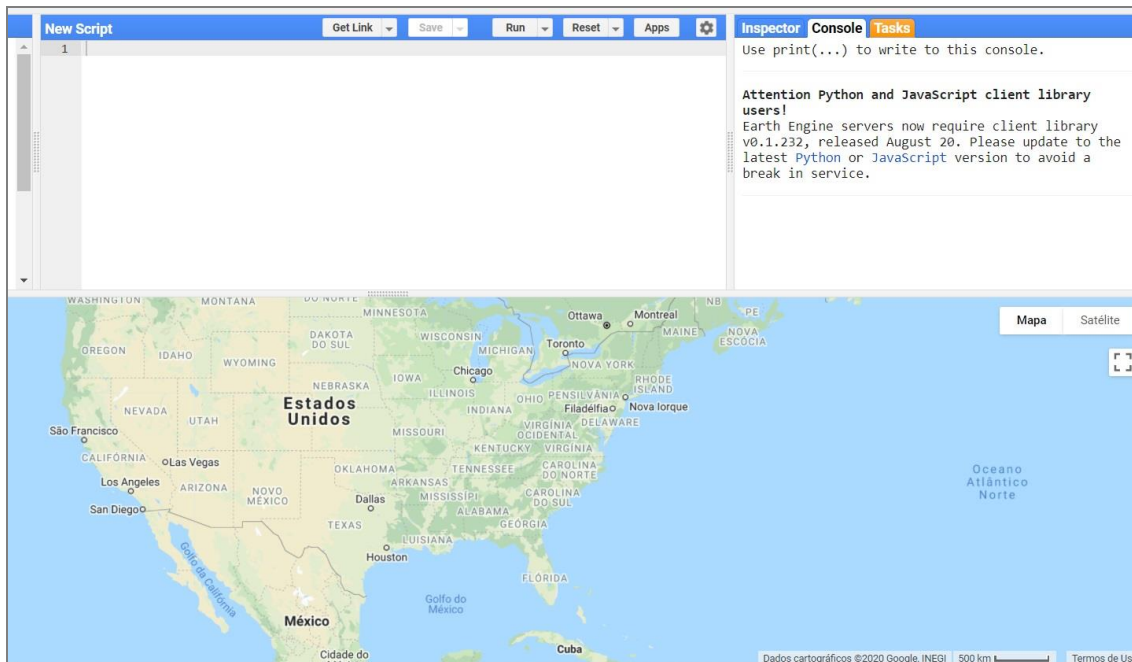 New Script
Get Link
Save
Run
Reset
Apps
1
Inspector Console Tasks
Use print(...) to write to this console.
Attention Python and JavaScript client library
users!
Earth Engine servers now require client library
v0.1.232, released August 20. Please update to the
latest Python or JavaScript version to avoid a
break in service.
WASHINGTON
MONTANA
DO NORTE
MINNESOTA
Ottawa
Montreal
NB
PE
Mapa
Satélite
OREGON
IDAHO
WYOMING
DAKOTA
DO SUL
WISCONSIN
MICHIGAN
Toronto
MAINE
NOVA
ESCÓCIA
NOVA YORK
Chicago
IOWA
NEBRASKA
ILLINOIS
INDIANA
OHIO
PENSILVÂNIA
RHODE
ISLAND
Estados
Unidos
NEVADA
UTAH
Filadélfia
Nova Iorque
MISSOURI
VIRGÍNIA
OCIDENTAL
DELAWARE
KENTUCKY
VIRGÍNIA
São Francisco
CALIFÓRNIA
Las Vegas
OKLAHOMA
TENNESSEE
CAROLINA
DO NORTE
Los Angeles
ARIZONA
NOVO
MÉXICO
ARKANSAS
MISSISSÍPI
CAROLINA
DO SUL
San Diego
Dallas
ALABAMA
GEÓRGIA
TEXAS
LUISIANA
Houston
FLÓRIDA
Oceano
Atlântico
Norte
Golfo da Califórnia
Golfo do
México
México
Cidade do
Cuba
Dados cartográficos ©2020 Google, INEGI
500 km
Termos de Us